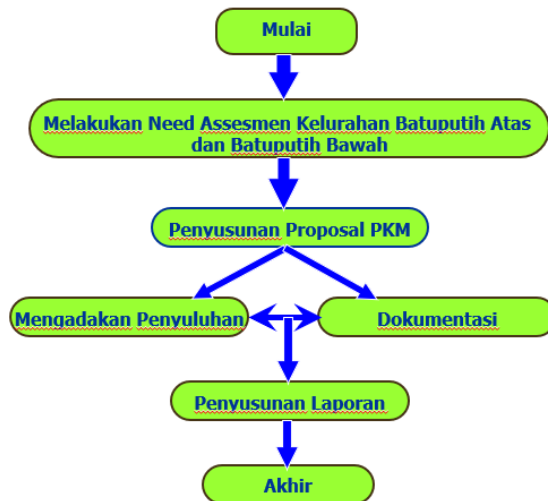 Mulai
Melakukan Need Assesmen Kelurahan Batuputih Atas
dan Batuputih Bawah
Penyusunan Proposal PKM
Mengadakan Penyuluhan
Dokumentasi
Penyusunan Laporan
Akhir